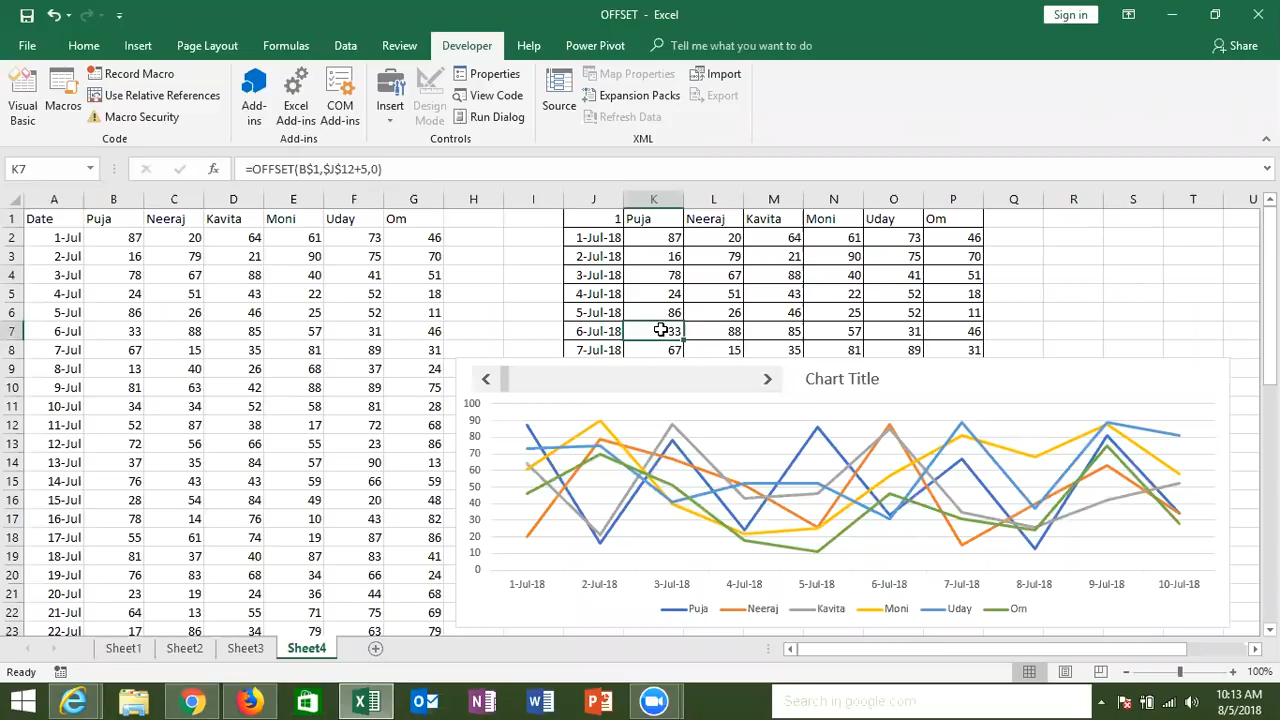 OFFSET - Excel
Sign in
File Home Insert Page Layout Formulas Data Review Developer Help Power Pivot Tell me what you want to do Share
Visual Basic
Macros
Record Macro
Use Relative References
Macro Security
Code
Add-ins
Excel Add-ins
COM Add-ins
Add-ins
Insert
Design Mode
Properties
View Code
Run Dialog
Controls
Source
Map Properties
Expansion Packs
Refresh Data
Import
Export
XML
K7 fx =OFFSET(B$1,$J$12+5,0)
A B C D E F G H I J K L M N O P Q R S T U
1 Date Puja Neeraj Kavita Moni Uday Om 1 Puja Neeraj Kavita Moni Uday Om
2 1-Jul 87 20 64 61 73 46 1-Jul-18 87 20 64 61 73 46
3 2-Jul 16 79 21 90 75 70 2-Jul-18 16 79 21 90 75 70
4 3-Jul 78 67 88 40 41 51 3-Jul-18 78 67 88 40 41 51
5 4-Jul 24 51 43 22 52 18 4-Jul-18 24 51 43 22 52 18
6 5-Jul 86 26 46 25 52 11 5-Jul-18 86 26 46 25 52 11
7 6-Jul 33 88 85 57 31 46 6-Jul-18 33 88 85 57 31 46
8 7-Jul 67 15 35 81 89 31 7-Jul-18 67 15 35 81 89 31
9 8-Jul 13 40 26 68 37 24
10 9-Jul 81 63 42 88 89 75
11 10-Jul 34 34 52 58 81 28
12 11-Jul 52 87 38 17 72 68
13 12-Jul 72 56 66 55 23 86
14 13-Jul 37 35 84 57 90 13
15 14-Jul 76 43 43 59 66 59
16 15-Jul 28 54 84 49 20 48
17 16-Jul 78 14 76 10 43 82
18 17-Jul 55 61 74 19 87 86
19 18-Jul 81 37 40 87 83 41
20 19-Jul 76 83 68 34 66 24
21 20-Jul 23 19 24 36 44 68
22 21-Jul 64 13 55 71 75 69
23 22-Jul 17 86 34 79 63 79
Chart Title
100
90
80
70
60
50
40
30
20
10
0
1-Jul-18 2-Jul-18 3-Jul-18 4-Jul-18 5-Jul-18 6-Jul-18 7-Jul-18 8-Jul-18 9-Jul-18 10-Jul-18
Puja Neeraj Kavita Moni Uday Om
Sheet1 Sheet2 Sheet3 Sheet4
Ready 100%
Search in google.com
10:13 AM
8/5/2018